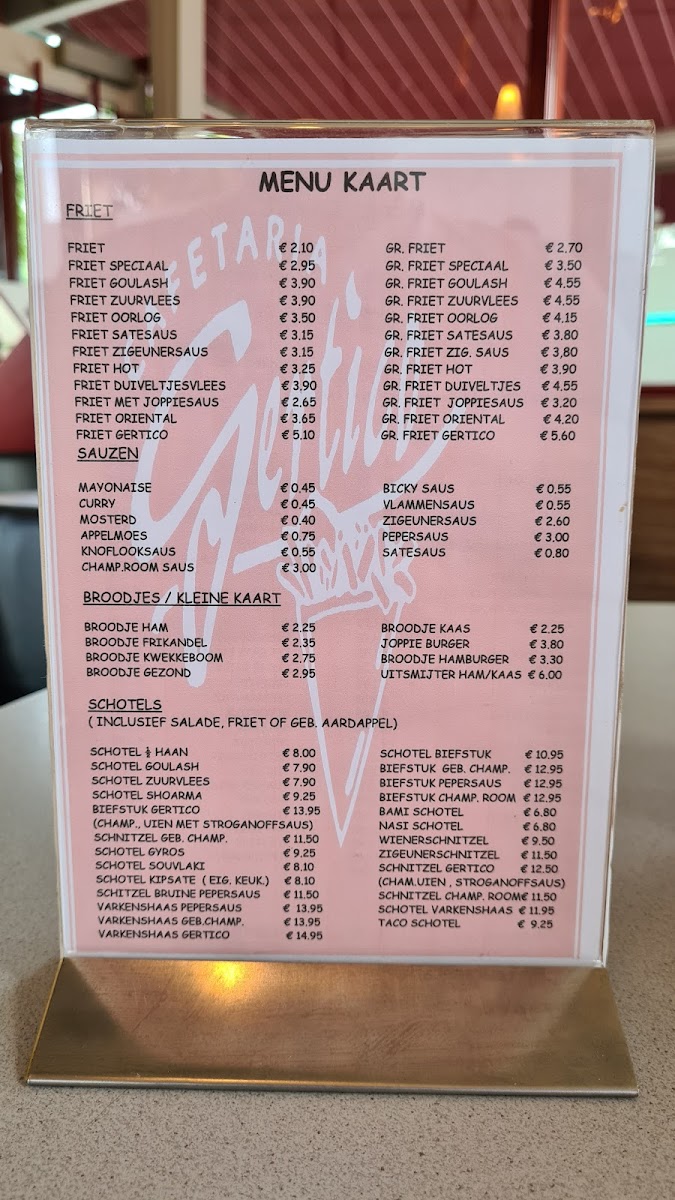 MENU KAART
FRIET
CAFETARIA
Gertico
FRIET € 2,10 GR. FRIET € 2.70
FRIET SPECIAAL € 2.95 GR. FRIET SPECIAAL € 3.50
FRIET GOULASH € 3.90 GR. FRIET GOULASH € 4.55
FRIET ZUURVLEES € 3.90 GR. FRIET ZUURVLEES € 4.55
FRIET OORLOG € 3.50 GR. FRIET OORLOG € 4.15
FRIET SATESAUS € 3.15 GR. FRIET SATESAUS € 3,80
FRIET ZIGEUNERSAUS € 3.15 GR. FRIET ZIG. SAUS € 3,80
FRIET HOT € 3.25 GR. FRIET HOT € 3.90
FRIET DUIVELTJESVLEES € 3,90 GR. FRIET DUIVELTJES € 4.55
FRIET MET JOPPIESAUS € 2.65 GR. FRIET JOPPIESAUS € 3.20
FRIET ORIENTAL € 3.65 GR. FRIET ORIENTAL € 4.20
FRIET GERTICO € 5.10 GR. FRIET GERTICO € 5.60
SAUZEN
MAYONAISE € 0.45 BICKY SAUS € 0.55
CURRY € 0.45 VLAMMENSAUS € 0.55
MOSTERD € 0.40 ZIGEUNERSAUS € 2.60
APPELMOES € 0.75 PEPERSAUS € 3.00
KNOFLOOKSAUS € 0.55 SATESAUS € 0.80
CHAMP.ROOM SAUS € 3.00
BROODJES / KLEINE KAART
BROODJE HAM € 2.25 BROODJE KAAS € 2.25
BROODJE FRIKANDEL € 2.35 JOPPIE BURGER € 3.80
BROODJE KWEKKEBOOM € 2.75 BROODJE HAMBURGER € 3.30
BROODJE GEZOND € 2.95 UITSMIJTER HAM/KAAS € 6.00
SCHOTELS
( INCLUSIEF SALADE, FRIET OF GEB. AARDAPPEL)
SCHOTEL ½ HAAN € 8.00 SCHOTEL BIEFSTUK € 10.95
SCHOTEL GOULASH € 7.90 BIEFSTUK GEB. CHAMP. € 12.95
SCHOTEL ZUURVLEES € 7.90 BIEFSTUK PEPERSAUS € 12.95
SCHOTEL SHOARMA € 9.25 BIEFSTUK CHAMP. ROOM € 12.95
BIEFSTUK GERTICO € 13.95 BAMI SCHOTEL € 6.80
(CHAMP., UIEN MET STROGANOFFSAUS) NASI SCHOTEL € 6.80
SCHNITZEL GEB. CHAMP. € 11.50 WIENERSCHNITZEL € 9.50
SCHOTEL GYROS € 9.25 ZIGEUNERSCHNITZEL € 11.50
SCHOTEL SOUVLAKI € 8.10 SCHNITZEL GERTICO € 12.50
SCHOTEL KIPSATE ( EIG. KEUK.) € 8.10 (CHAM.UIEN , STROGANOFFSAUS)
SCHITZEL BRUINE PEPERSAUS € 11.50 SCHNITZEL CHAMP. ROOM€ 11.50
VARKENSHAAS PEPERSAUS € 13.95 SCHOTEL VARKENSHAAS € 11.95
VARKENSHAAS GEB.CHAMP. € 13.95 TACO SCHOTEL € 9.25
VARKENSHAAS GERTICO € 14.95